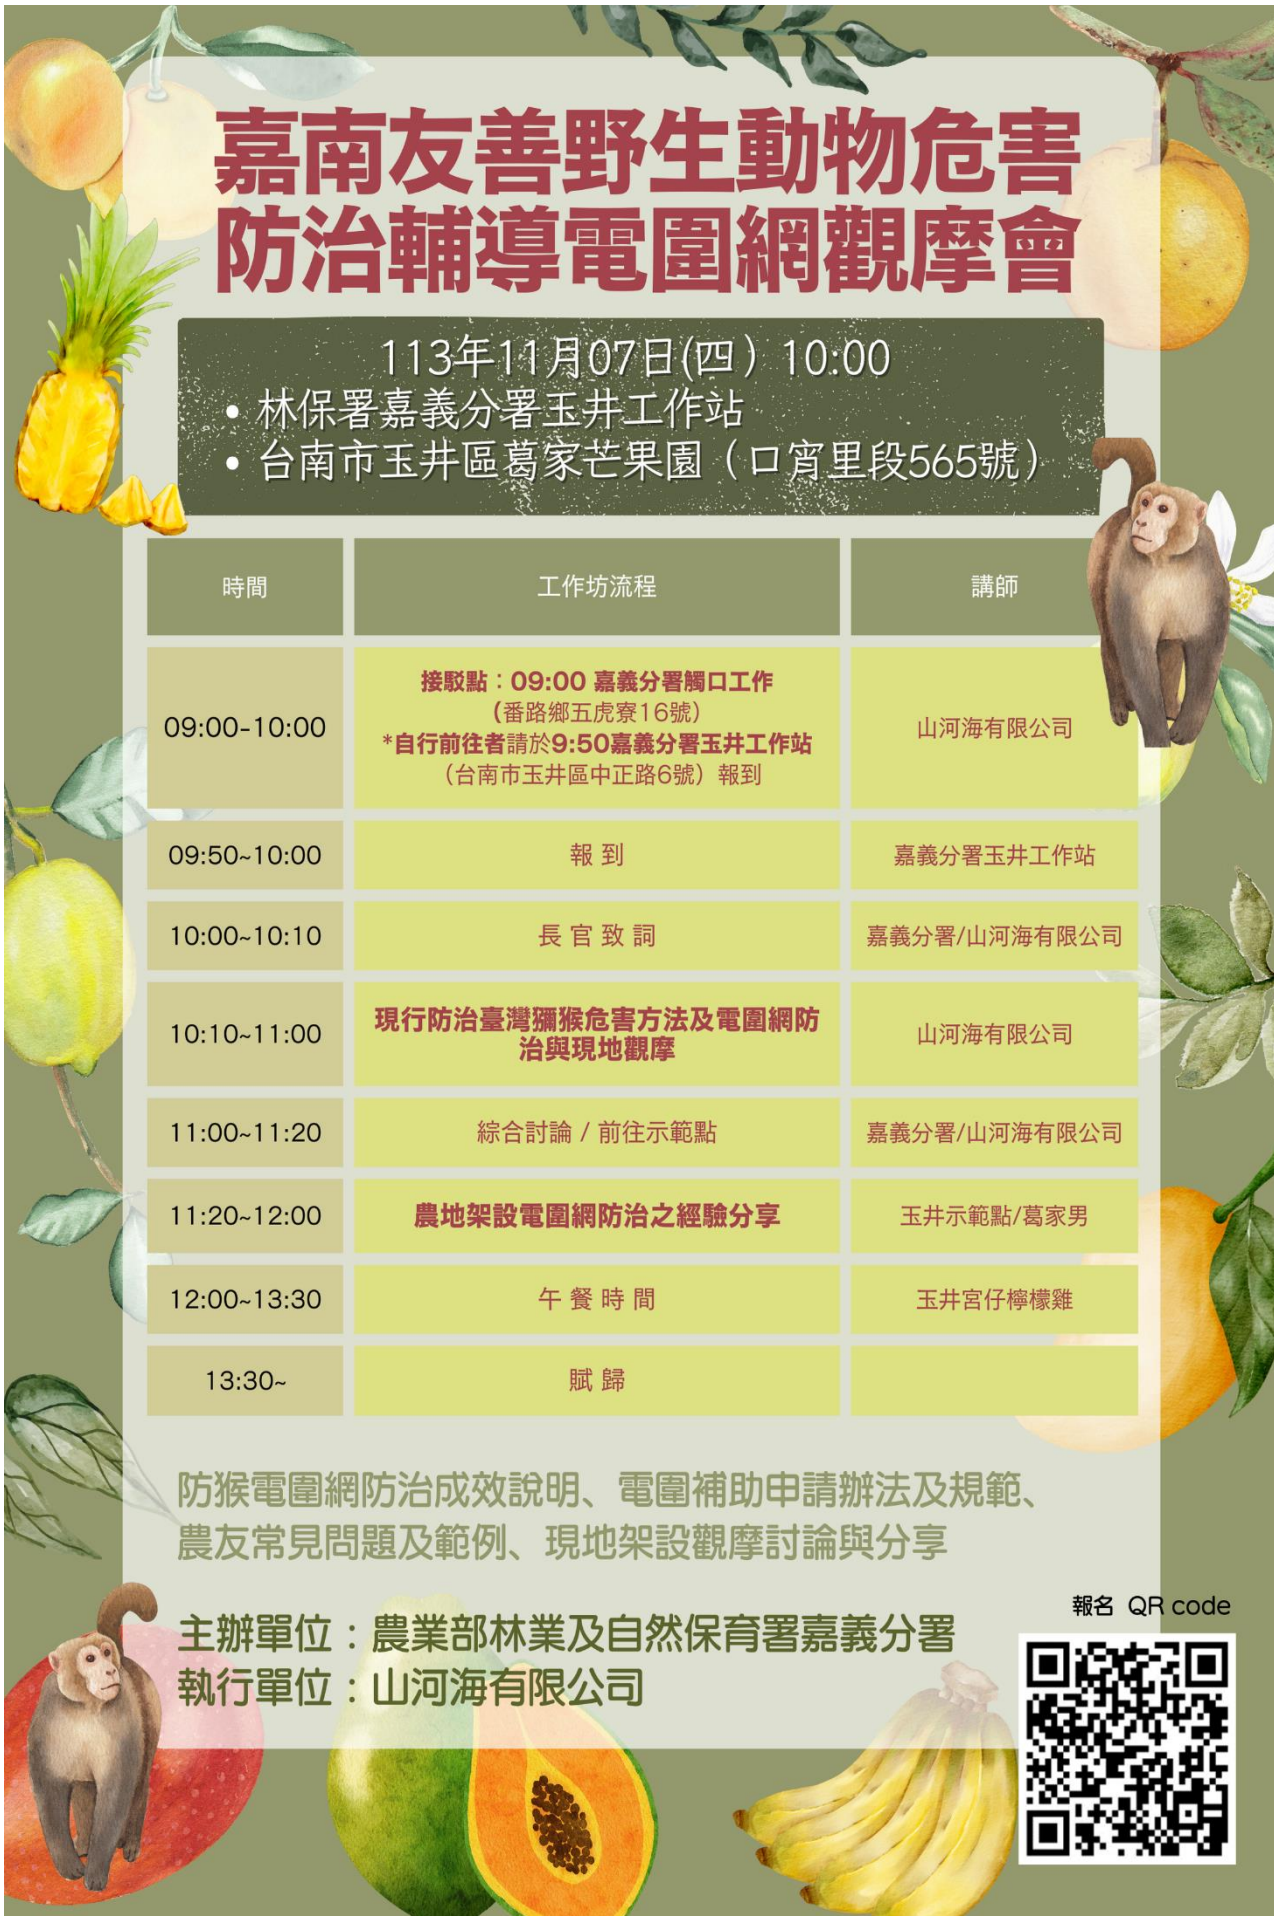 嘉南友善野生動物危害
防治輔導電圍網觀摩會
113年11月07日(四）10:00
• 林保署嘉義分署玉井工作站
• 台南市玉井區葛家芒果園（口宵里段565號）
時間
工作坊流程
講師
09:00-10:00
接駁點：09:00 嘉義分署觸口工作
(番路鄉五虎寮16號）
*自行前往者請於9:50嘉義分署玉井工作站
（台南市玉井區中正路6號）報到
山河海有限公司
09:50~10:00
報 到
嘉義分署玉井工作站
10:00~10:10
長 官 致 詞
嘉義分署/山河海有限公司
10:10~11:00
現行防治臺灣獼猴危害方法及電圍網防
治與現地觀摩
山河海有限公司
11:00~11:20
綜合討論 / 前往示範點
嘉義分署/山河海有限公司
11:20~12:00
農地架設電圍網防治之經驗分享
玉井示範點/葛家男
12:00~13:30
午 餐 時 間
玉井宮仔檸檬雞
13:30~
賦 歸
防猴電圍網防治成效說明、電圍補助申請辦法及規範、
農友常見問題及範例、現地架設觀摩討論與分享
報名 QR code
主辦單位：農業部林業及自然保育署嘉義分署
執行單位：山河海有限公司